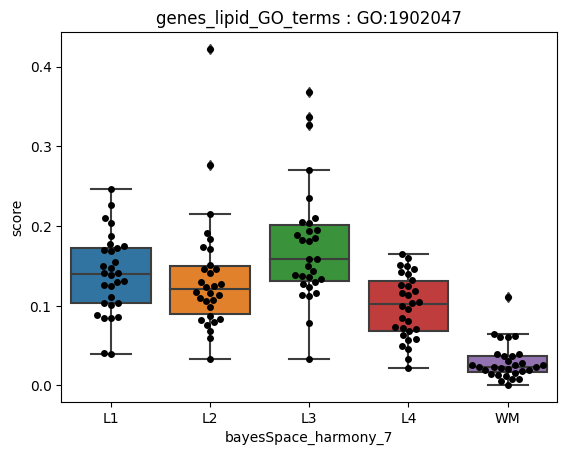 genes_lipid_GO_terms : GO:1902047
0.4
0.3
0.2
0.1
0.0
score
L1 L2 L3 L4 WM
bayesSpace_harmony_7